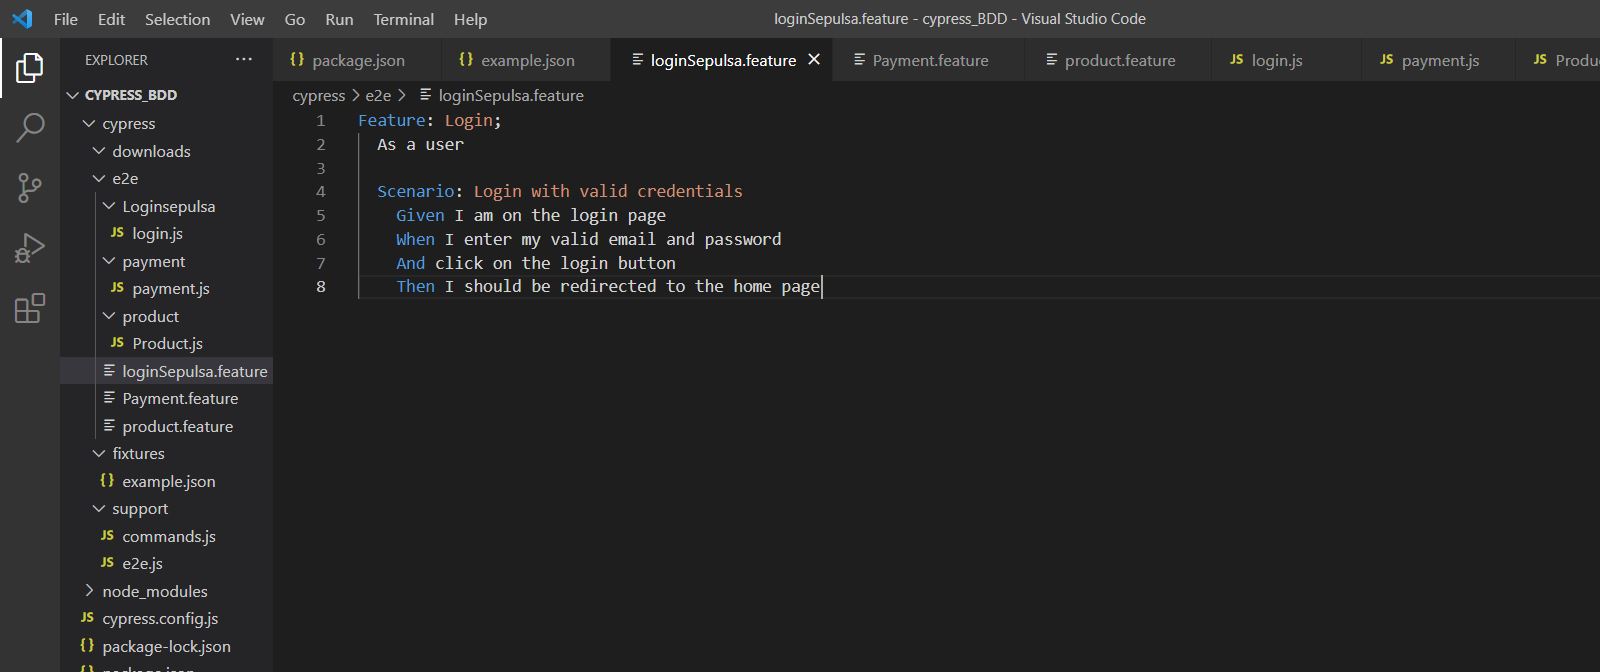 File Edit Selection View Go Run Terminal Help loginSepulsa.feature - cypress_BDD - Visual Studio Code
EXPLORER ··· {} package.json {} example.json loginSepulsa.feature × Payment.feature product.feature JS login.js JS payment.js JS Produ
cypress > e2e > loginSepulsa.feature
CYPRESS_BDD
cypress
downloads
e2e
Loginsepulsa
JS login.js
payment
JS payment.js
product
JS Product.js
loginSepulsa.feature
Payment.feature
product.feature
fixtures
{} example.json
support
JS commands.js
JS e2e.js
node_modules
JS cypress.config.js
{} package-lock.json
{} package.json
1 Feature: Login;
2 As a user
3
4 Scenario: Login with valid credentials
5 Given I am on the login page
6 When I enter my valid email and password
7 And click on the login button
8 Then I should be redirected to the home page